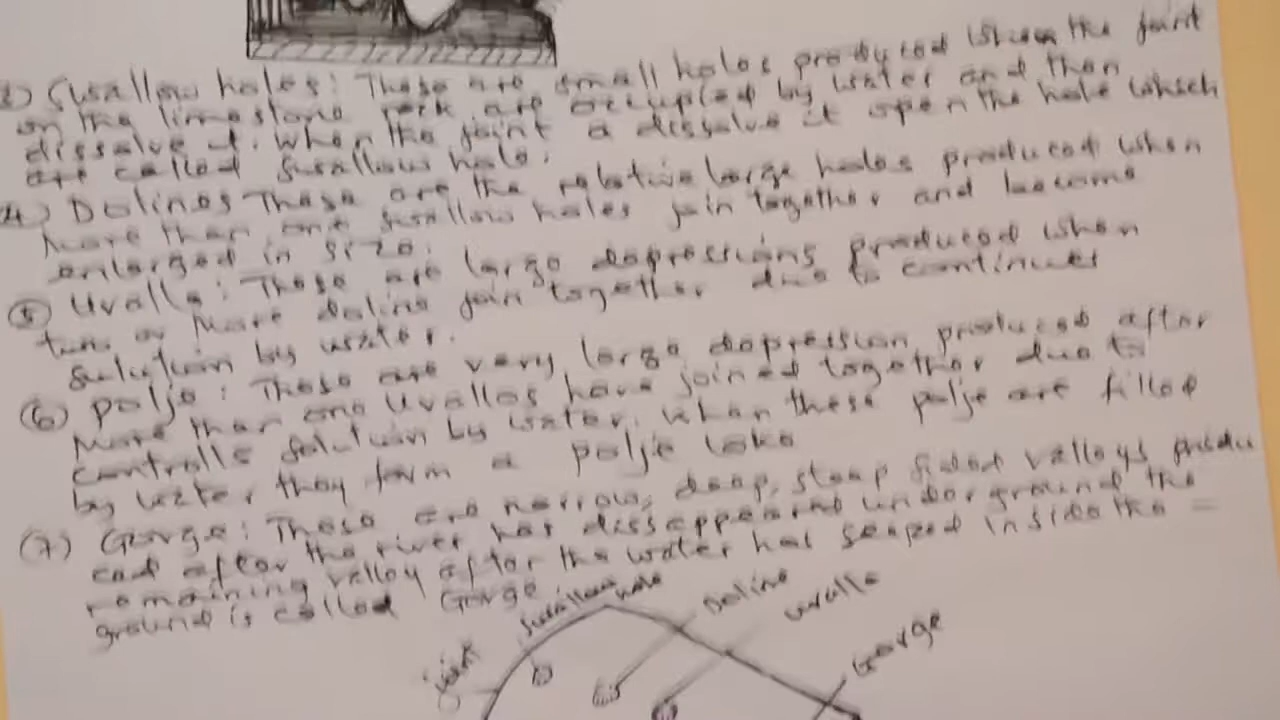 3) Swallow holes: These are small holes produced when the joint
on the limestone rock are occupied by water and then
dissolve it. When the joint a dissolve it open the hole which
are called swallow hole.
4) Dolines These are the relative large holes produced when
More than one swallow holes join together and become
enlarged in size.
(5) Uvalla: These are large depressions produced when
two or More doline join together due to continues
solution by water.
(6) Polje: These are very large depression produced after
More than one Uvallas have joined together due to
controlls solution by water. When these polje are filled
by water, they form a polje lake
(7) Gorge: These are narrow, deep, steep sided valleys produ
ced after the river has dissappeared underground the
remaining valley after the water has seaped inside the =
ground is called Gorge
joint
Swallow hole
Doline
uvalla
Gorge